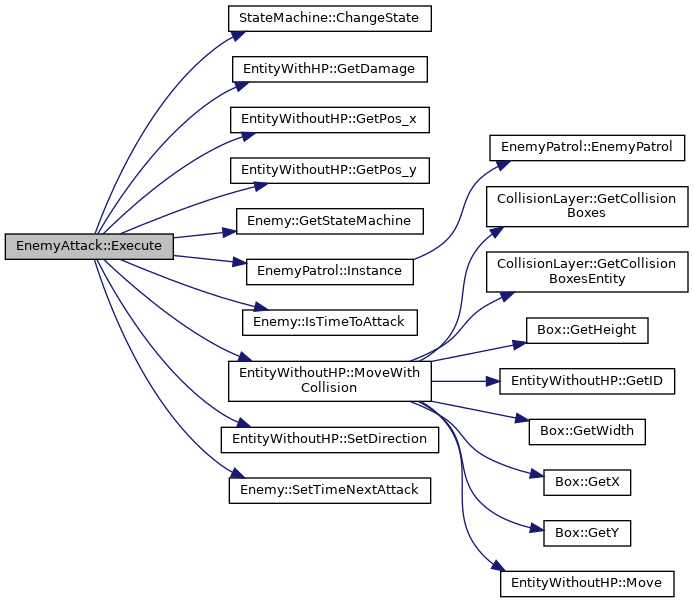 EnemyAttack::Execute
StateMachine::ChangeState
EntityWithHP::GetDamage
EntityWithoutHP::GetPos_x
EntityWithoutHP::GetPos_y
Enemy::GetStateMachine
EnemyPatrol::Instance
Enemy::IsTimeToAttack
EntityWithoutHP::MoveWith
Collision
EntityWithoutHP::SetDirection
Enemy::SetTimeNextAttack
EnemyPatrol::EnemyPatrol
CollisionLayer::GetCollision
Boxes
CollisionLayer::GetCollision
BoxesEntity
Box::GetHeight
EntityWithoutHP::GetID
Box::GetWidth
Box::GetX
Box::GetY
EntityWithoutHP::Move